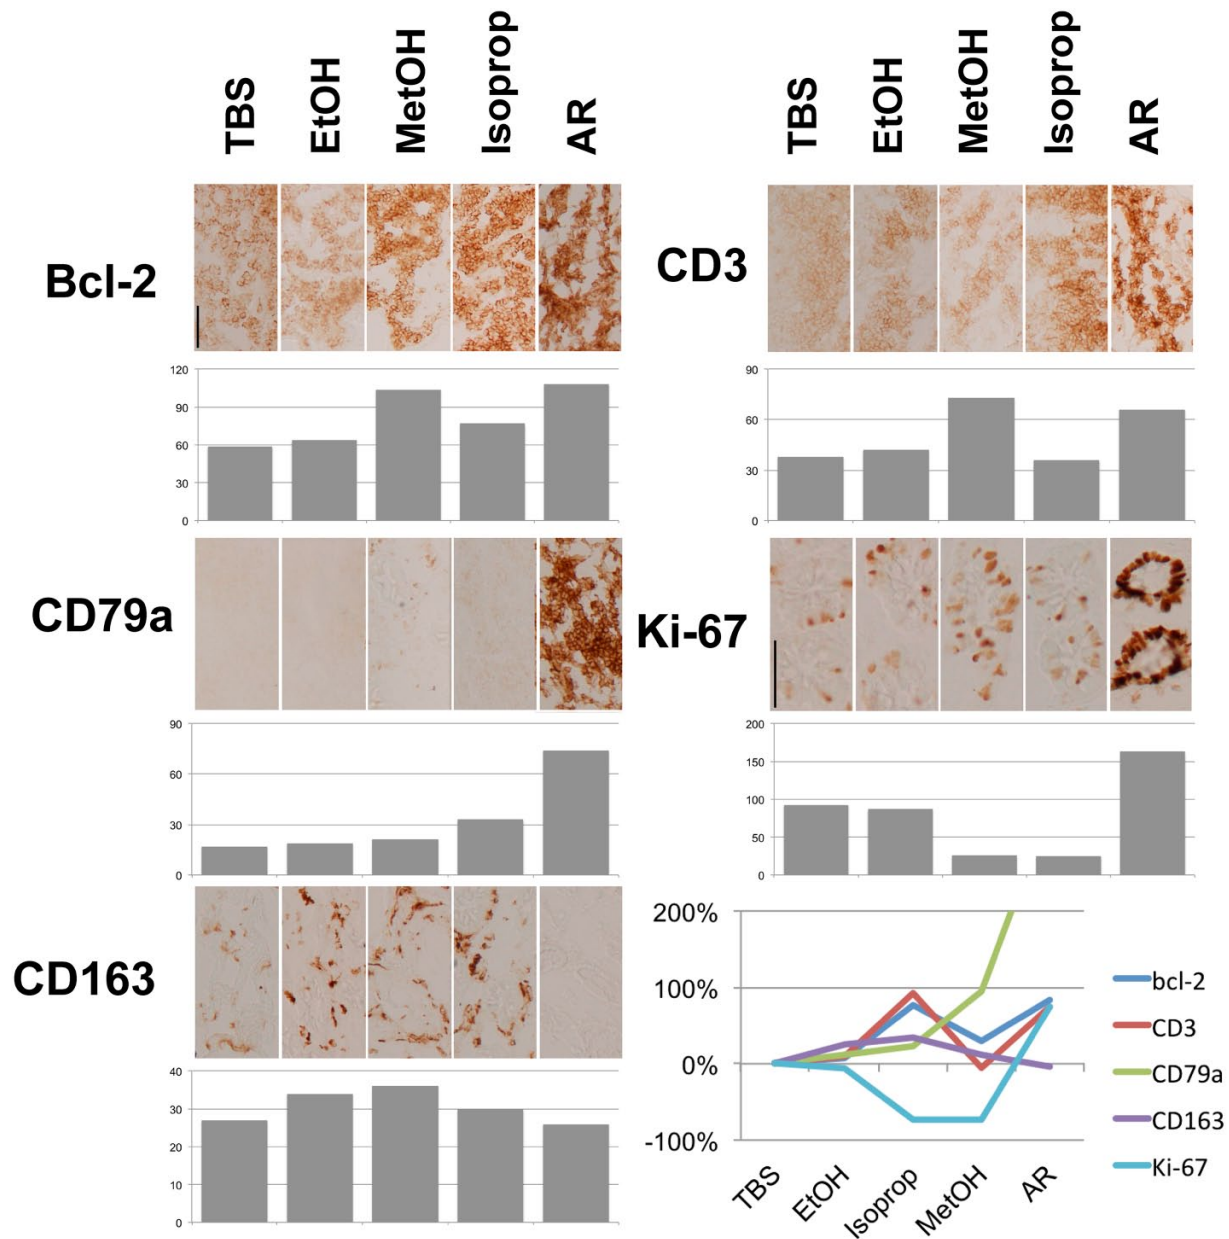 TBS EtOH MetOH Isoprop AR
TBS EtOH MetOH Isoprop AR
Bcl-2
CD3
120
90
60
30
0
90
60
30
0
CD79a
Ki-67
90
60
30
0
200
150
100
50
0
CD163
40
30
20
10
0
200%
100%
0%
-100%
TBS EtOH Isoprop MetOH AR
bcl-2
CD3
CD79a
CD163
Ki-67